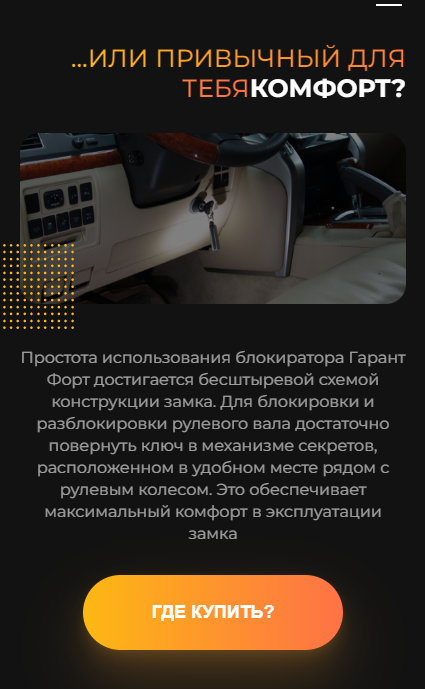 ...ИЛИ ПРИВЫЧНЫЙ ДЛЯ
ТЕБЯКОМФОРТ?
Простота использования блокиратора Гарант
Форт достигается бесштыревой схемой
конструкции замка. Для блокировки и
разблокировки рулевого вала достаточно
повернуть ключ в механизме секретов,
расположенном в удобном месте рядом с
рулевым колесом. Это обеспечивает
максимальный комфорт в эксплуатации
замка
ГДЕ КУПИТЬ?